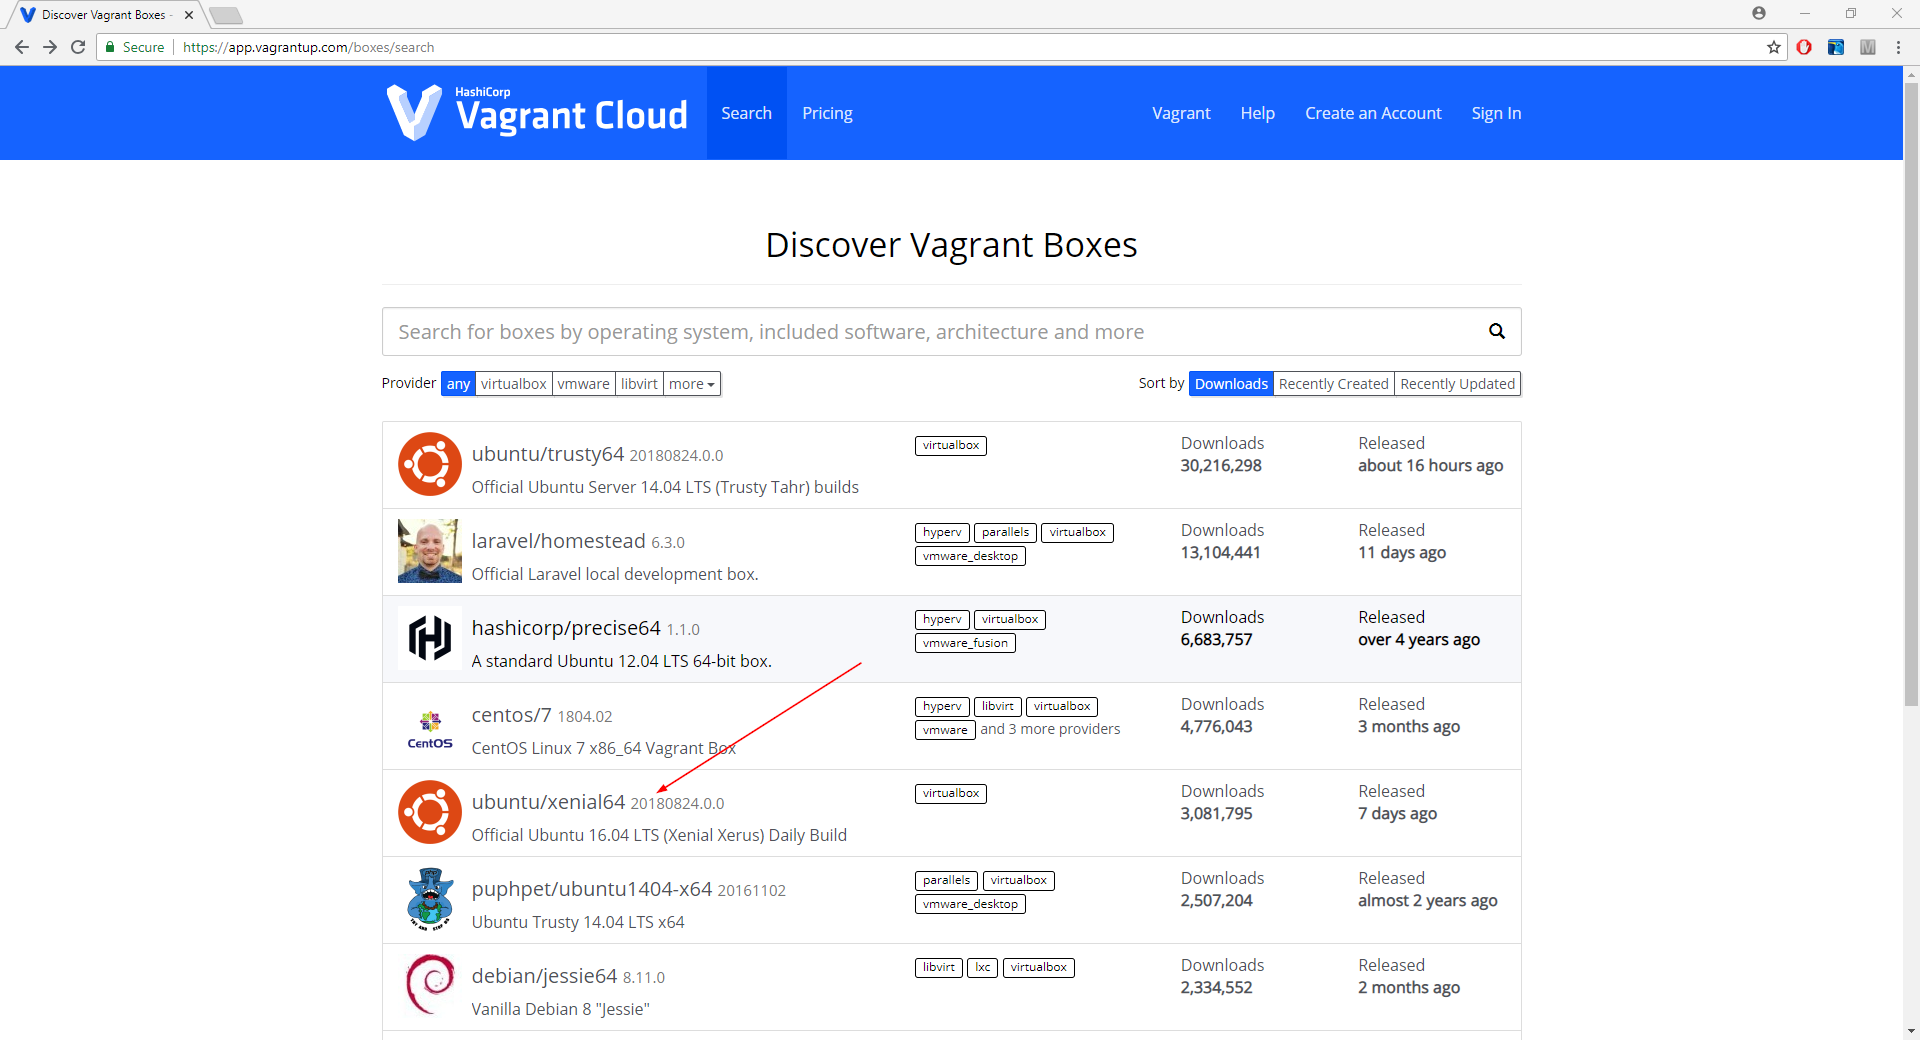 Discover Vagrant Boxes -
Secure https://app.vagrantup.com/boxes/search
HashiCorp
Vagrant Cloud
Search Pricing Vagrant Help Create an Account Sign In
Discover Vagrant Boxes
Search for boxes by operating system, included software, architecture and more
Provider any virtualbox vmware libvirt more Sort by Downloads Recently Created Recently Updated
ubuntu/trusty64 20180824.0.0
Official Ubuntu Server 14.04 LTS (Trusty Tahr) builds
virtualbox
Downloads
30,216,298
Released
about 16 hours ago
laravel/homestead 6.3.0
Official Laravel local development box.
hyperv parallels virtualbox
vmware_desktop
Downloads
13,104,441
Released
11 days ago
hashicorp/precise64 1.1.0
A standard Ubuntu 12.04 LTS 64-bit box.
hyperv virtualbox
vmware_fusion
Downloads
6,683,757
Released
over 4 years ago
CentOS
centos/7 1804.02
CentOS Linux 7 x86_64 Vagrant Box
hyperv libvirt virtualbox
vmware and 3 more providers
Downloads
4,776,043
Released
3 months ago
ubuntu/xenial64 20180824.0.0
Official Ubuntu 16.04 LTS (Xenial Xerus) Daily Build
virtualbox
Downloads
3,081,795
Released
7 days ago
puphpet/ubuntu1404-x64 20161102
Ubuntu Trusty 14.04 LTS x64
parallels virtualbox
vmware_desktop
Downloads
2,507,204
Released
almost 2 years ago
debian/jessie64 8.11.0
Vanilla Debian 8 "Jessie"
libvirt lxc virtualbox
Downloads
2,334,552
Released
2 months ago